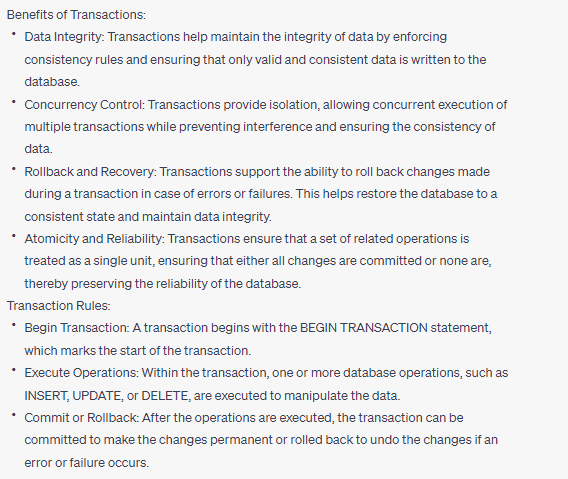 Benefits of Transactions:
• Data Integrity: Transactions help maintain the integrity of data by enforcing
consistency rules and ensuring that only valid and consistent data is written to the
database.
• Concurrency Control: Transactions provide isolation, allowing concurrent execution of
multiple transactions while preventing interference and ensuring the consistency of
data.
• Rollback and Recovery: Transactions support the ability to roll back changes made
during a transaction in case of errors or failures. This helps restore the database to a
consistent state and maintain data integrity.
• Atomicity and Reliability: Transactions ensure that a set of related operations is
treated as a single unit, ensuring that either all changes are committed or none are,
thereby preserving the reliability of the database.
Transaction Rules:
• Begin Transaction: A transaction begins with the BEGIN TRANSACTION statement,
which marks the start of the transaction.
• Execute Operations: Within the transaction, one or more database operations, such as
INSERT, UPDATE, or DELETE, are executed to manipulate the data.
• Commit or Rollback: After the operations are executed, the transaction can be
committed to make the changes permanent or rolled back to undo the changes if an
error or failure occurs.